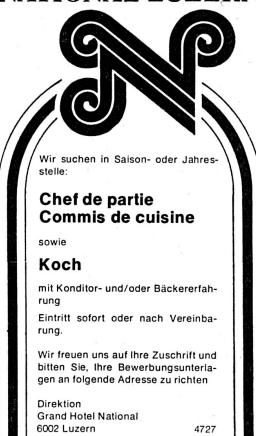 Wir suchen in Saison- oder Jahres-
stelle:
Chef de partie
Commis de cuisine
sowie
Koch
mit Konditor- und/oder Bäckererfah-
rung
Eintritt sofort oder nach Vereinba-
rung.
Wir freuen uns auf Ihre Zuschrift und
bitten Sie, Ihre Bewerbungsunterla-
gen an folgende Adresse zu richten
Direktion
Grand Hotel National
6002 Luzern 4727